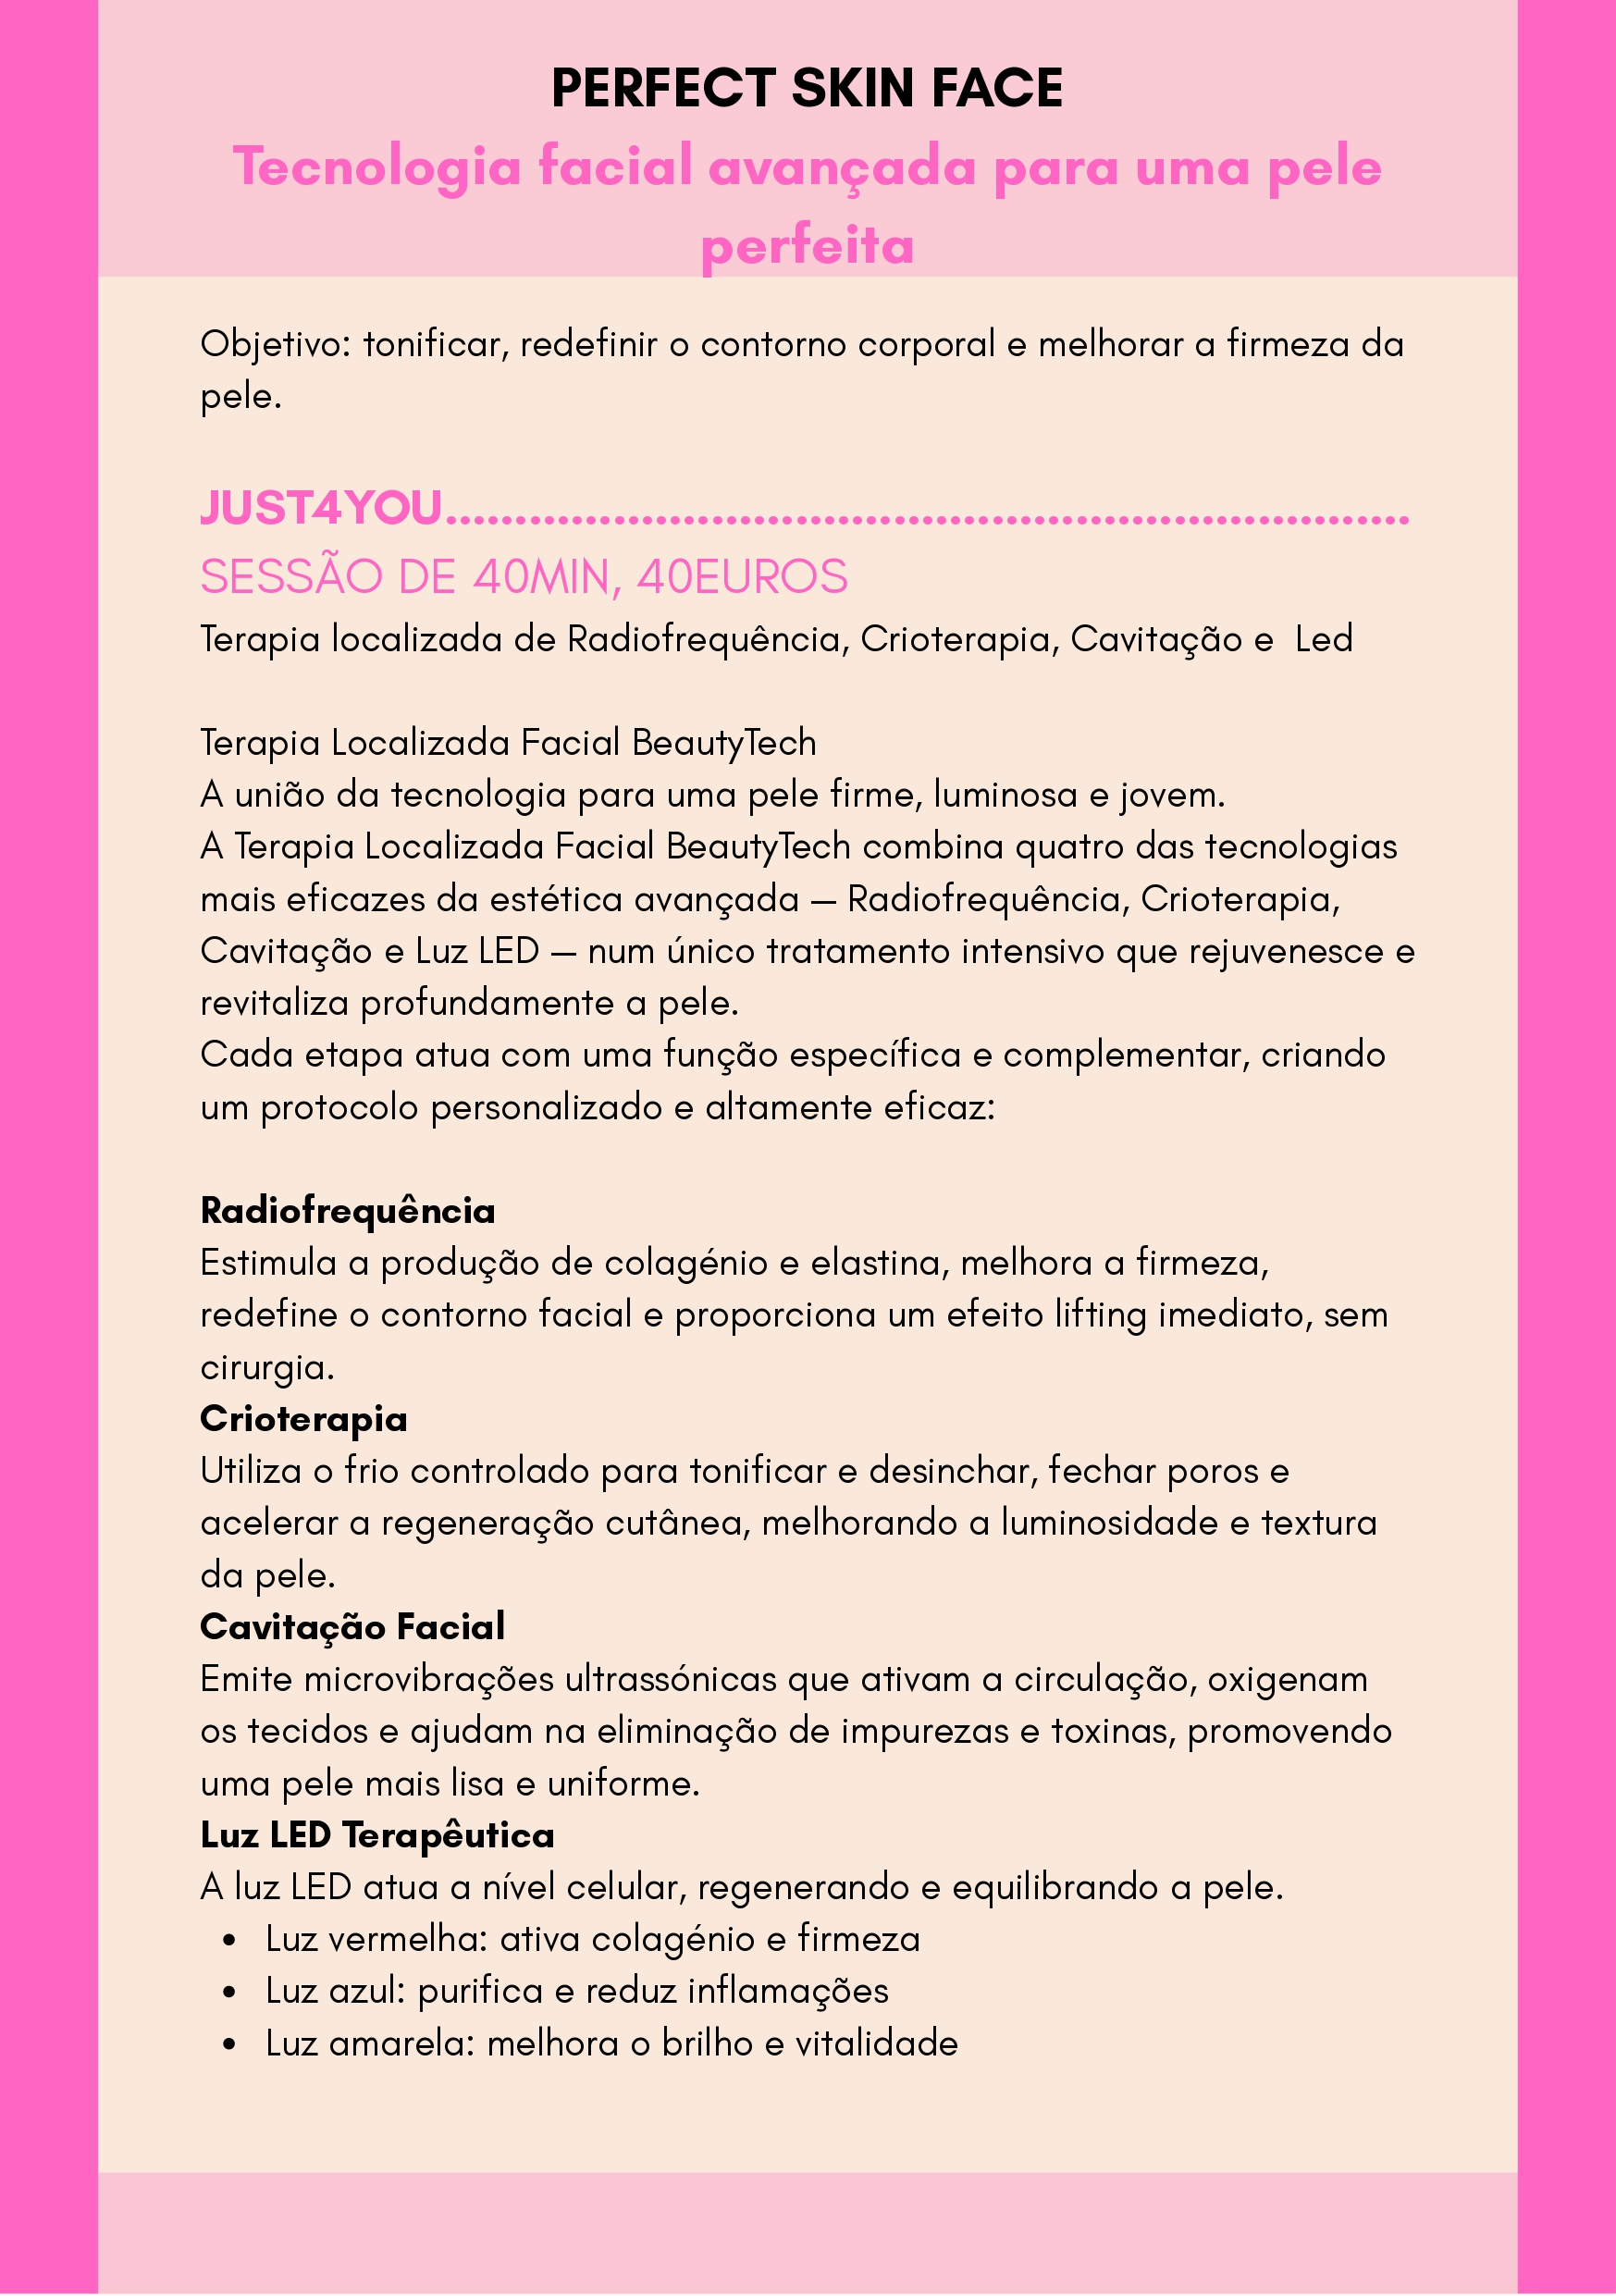 PERFECT SKIN FACE
Tecnologia facial avançada para uma pele
perfeita
Objetivo: tonificar, redefinir o contorno corporal e melhorar a firmeza da
pele.
JUST4YOU.....................................................................
SESSÃO DE 40MIN, 40EUROS
Terapia localizada de Radiofrequência, Crioterapia, Cavitação e  Led
Terapia Localizada Facial BeautyTech
A união da tecnologia para uma pele firme, luminosa e jovem.
A Terapia Localizada Facial BeautyTech combina quatro das tecnologias
mais eficazes da estética avançada — Radiofrequência, Crioterapia,
Cavitação e Luz LED — num único tratamento intensivo que rejuvenesce e
revitaliza profundamente a pele.
Cada etapa atua com uma função específica e complementar, criando
um protocolo personalizado e altamente eficaz:
Radiofrequência
Estimula a produção de colagénio e elastina, melhora a firmeza,
redefine o contorno facial e proporciona um efeito lifting imediato, sem
cirurgia.
Crioterapia
Utiliza o frio controlado para tonificar e desinchar, fechar poros e
acelerar a regeneração cutânea, melhorando a luminosidade e textura
da pele.
Cavitação Facial
Emite microvibrações ultrassónicas que ativam a circulação, oxigenam
os tecidos e ajudam na eliminação de impurezas e toxinas, promovendo
uma pele mais lisa e uniforme.
Luz LED Terapêutica
A luz LED atua a nível celular, regenerando e equilibrando a pele.
• Luz vermelha: ativa colagénio e firmeza
• Luz azul: purifica e reduz inflamações
• Luz amarela: melhora o brilho e vitalidade